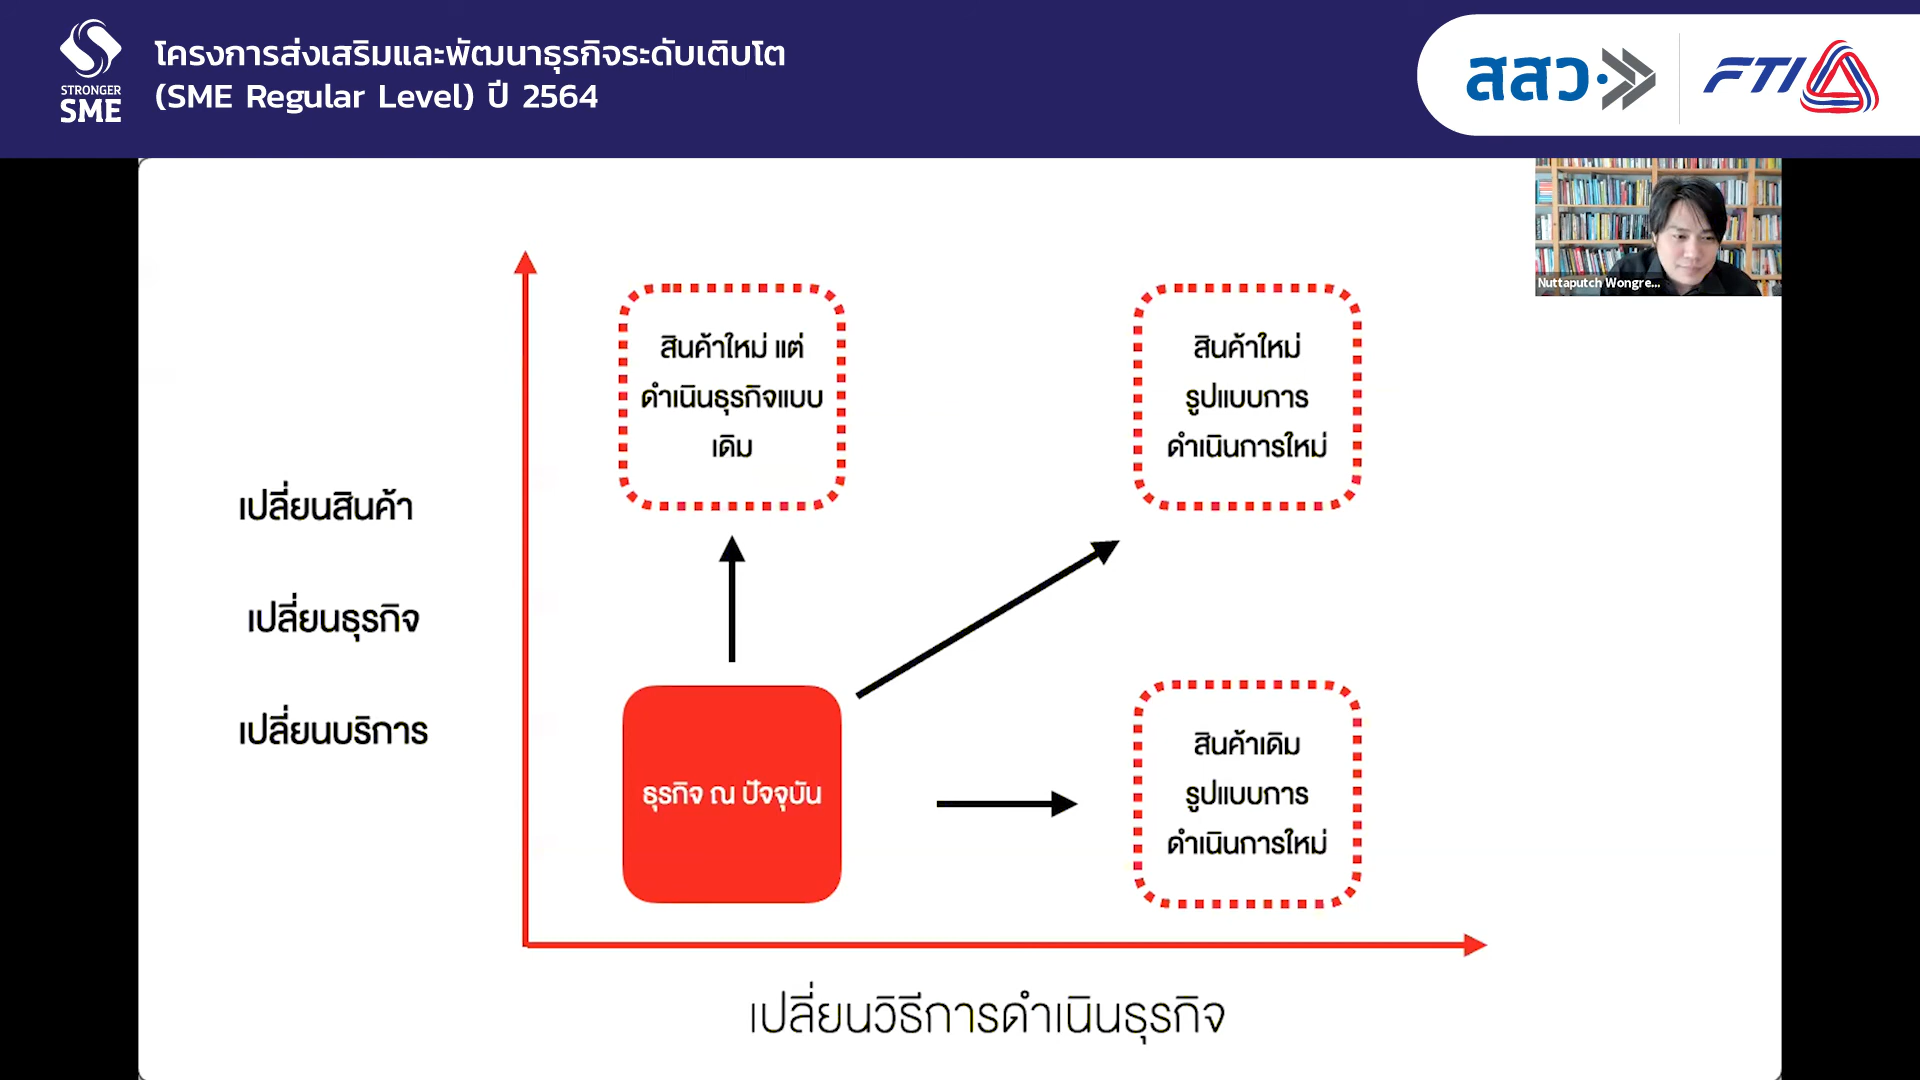 STRONGER
SME
โครงการส่งเสริมและพัฒนาธุรกิจระดับเติบโต
(SME Regular Level) ปี 2564
สสว
FTI
Nuttaputch Wongre...
สินค้าใหม่ แต่
ดำเนินธุรกิจแบบ
เดิม
สินค้าใหม่
รูปแบบการ
ดำเนินการใหม่
เปลี่ยนสินค้า
เปลี่ยนธุรกิจ
เปลี่ยนบริการ
ธุรกิจ ณ ปัจจุบัน
สินค้าเดิม
รูปแบบการ
ดำเนินการใหม่
เปลี่ยนวิธีการดำเนินธุรกิจ